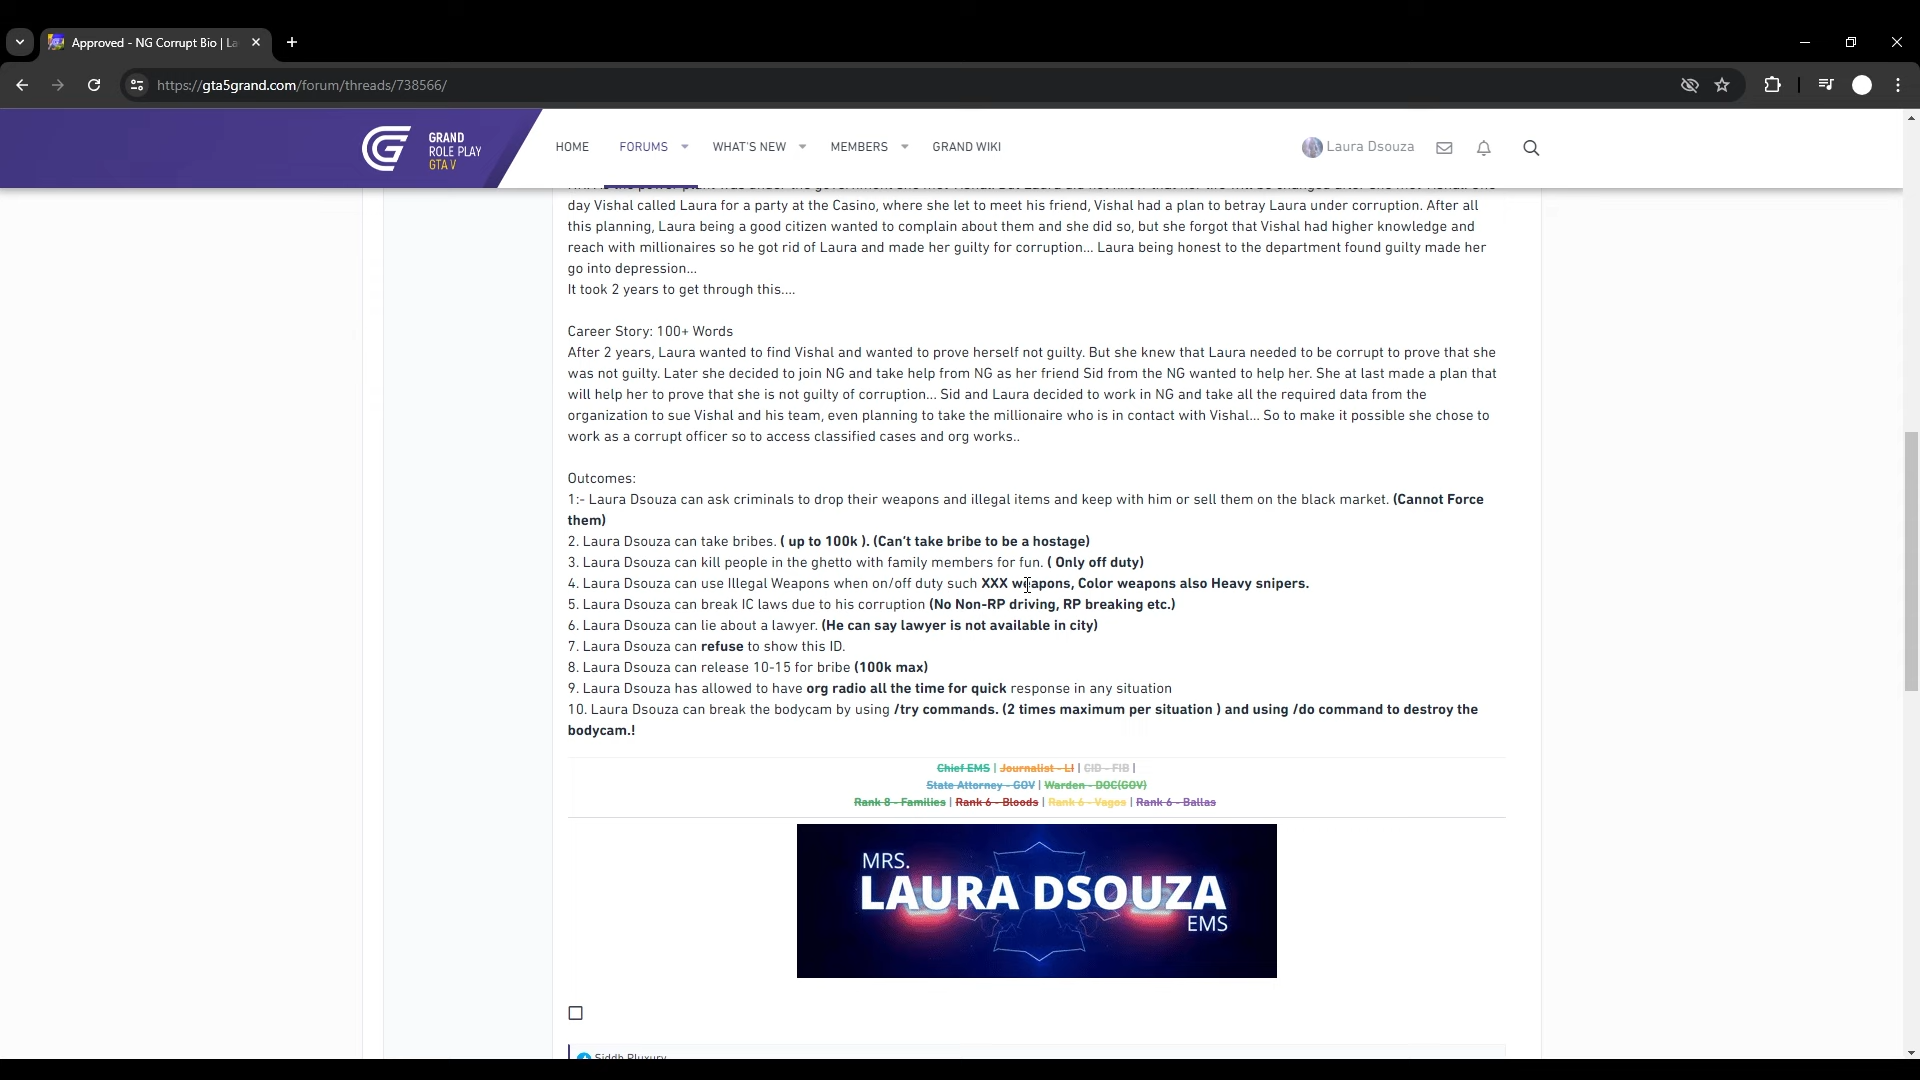 Approved - NG Corrupt Bio | La
https://gta5grand.com/forum/threads/738566/
GRAND
ROLE PLAY
GTA V
HOME
FORUMS
WHAT'S NEW
MEMBERS
GRAND WIKI
Laura Dsouza
day Vishal called Laura for a party at the Casino, where she let to meet his friend, Vishal had a plan to betray Laura under corruption. After all
this planning, Laura being a good citizen wanted to complain about them and she did so, but she forgot that Vishal had higher knowledge and
reach with millionaires so he got rid of Laura and made her guilty for corruption... Laura being honest to the department found guilty made her
go into depression...
It took 2 years to get through this....
Career Story: 100+ Words
After 2 years, Laura wanted to find Vishal and wanted to prove herself not guilty. But she knew that Laura needed to be corrupt to prove that she
was not guilty. Later she decided to join NG and take help from NG as her friend Sid from the NG wanted to help her. She at last made a plan that
will help her to prove that she is not guilty of corruption... Sid and Laura decided to work in NG and take all the required data from the
organization to sue Vishal and his team, even planning to take the millionaire who is in contact with Vishal... So to make it possible she chose to
work as a corrupt officer so to access classified cases and org works..
Outcomes:
1:- Laura Dsouza can ask criminals to drop their weapons and illegal items and keep with him or sell them on the black market. (Cannot Force
them)
2. Laura Dsouza can take bribes. ( up to 100k ). (Can't take bribe to be a hostage)
3. Laura Dsouza can kill people in the ghetto with family members for fun. ( Only off duty)
4. Laura Dsouza can use Illegal Weapons when on/off duty such XXX weapons, Color weapons also Heavy snipers.
5. Laura Dsouza can break IC laws due to his corruption (No Non-RP driving, RP breaking etc.)
6. Laura Dsouza can lie about a lawyer. (He can say lawyer is not available in city)
7. Laura Dsouza can refuse to show this ID.
8. Laura Dsouza can release 10-15 for bribe (100k max)
9. Laura Dsouza has allowed to have org radio all the time for quick response in any situation
10. Laura Dsouza can break the bodycam by using /try commands. (2 times maximum per situation ) and using /do command to destroy the
bodycam.!
Chief EMS | Journalist - LI | CID - FIB |
State Attorney - GOV | Warden - DOC(GOV)
Rank 8 - Families | Rank 6 - Bloods | Rank 6 - Vagos | Rank 6 - Ballas
MRS.
LAURA DSOUZA
EMS